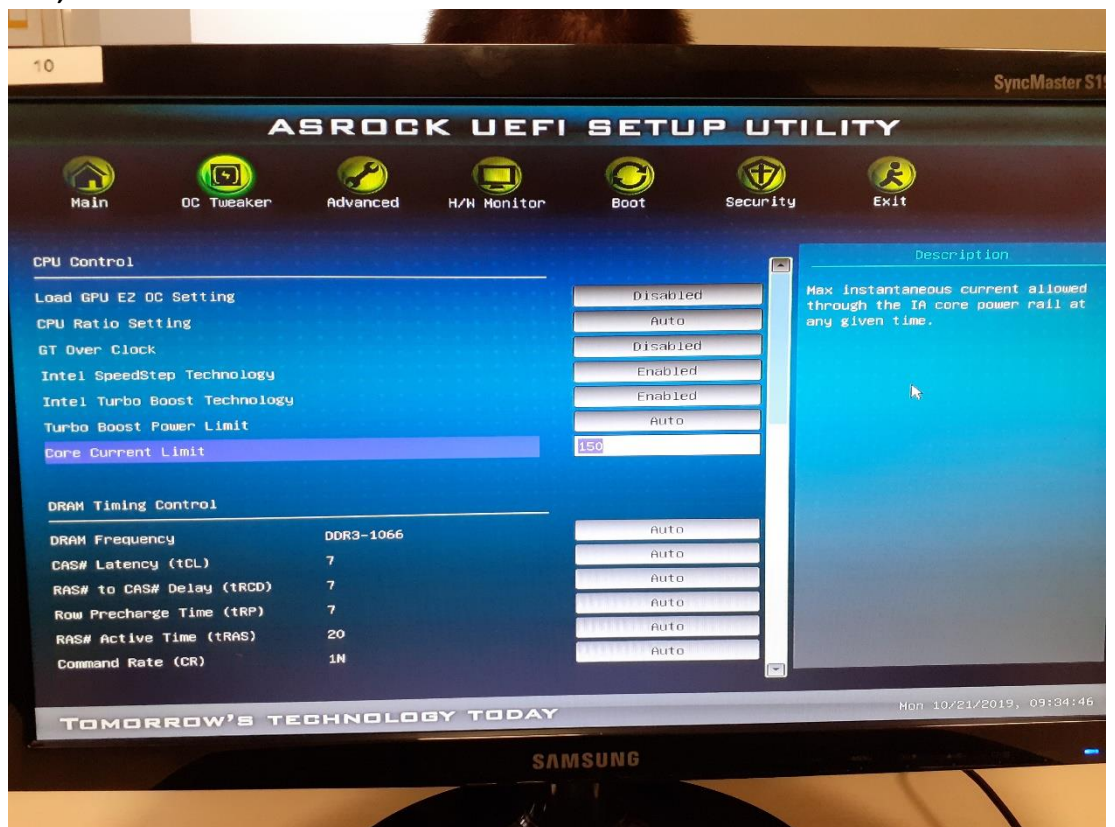 10
SyncMaster S19
ASROCK UEFI SETUP UTILITY
Main OC Tweaker Advanced H/W Monitor Boot Security Exit
CPU Control
Description
Load GPU EZ OC Setting Disabled
Max instantaneous current allowed
through the IA core power rail at
any given time.
CPU Ratio Setting Auto
GT Over Clock Disabled
Intel SpeedStep Technology Enabled
Intel Turbo Boost Technology Enabled
Turbo Boost Power Limit Auto
Core Current Limit 150
DRAM Timing Control
DRAM Frequency DDR3-1066 Auto
CAS# Latency (tCL) 7 Auto
RAS# to CAS# Delay (tRCD) 7 Auto
Row Precharge Time (tRP) 7 Auto
RAS# Active Time (tRAS) 20 Auto
Command Rate (CR) 1N Auto
TOMORROW'S TECHNOLOGY TODAY
Mon 10/21/2019, 09:34:46
SAMSUNG